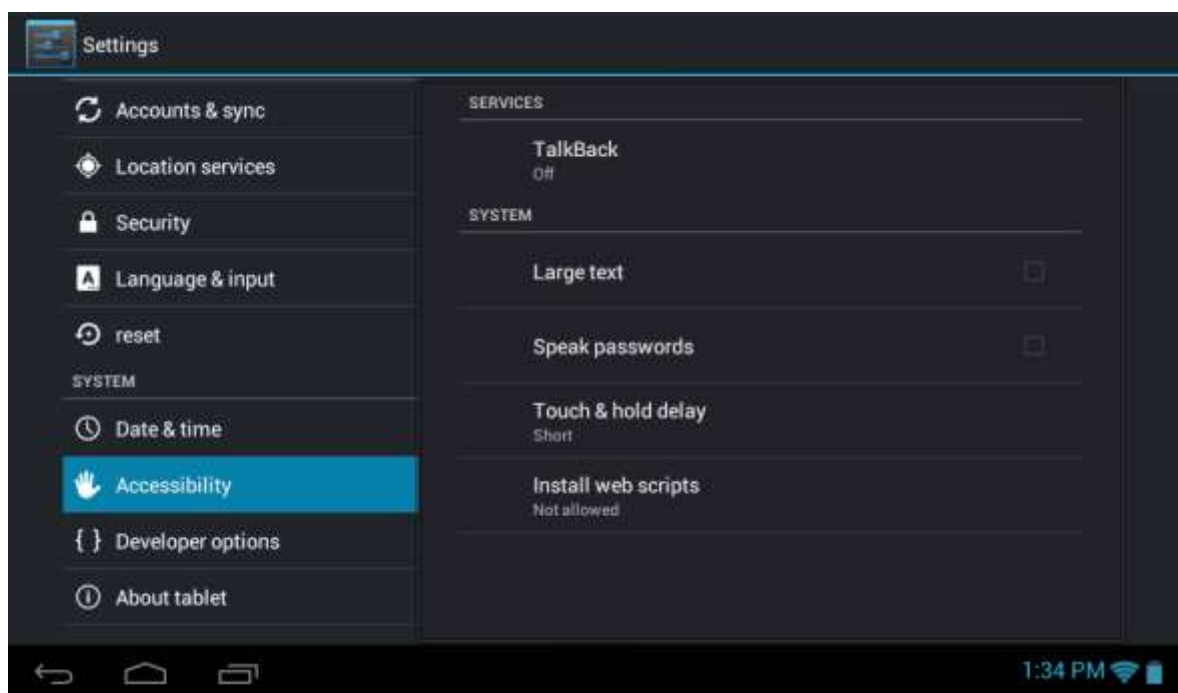 Settings
Accounts & sync
Location services
Security
Language & input
reset
SYSTEM
Date & time
Accessibility
{ } Developer options
About tablet
SERVICES
TalkBack
Off
SYSTEM
Large text
Speak passwords
Touch & hold delay
Short
Install web scripts
Not allowed
1:34 PM